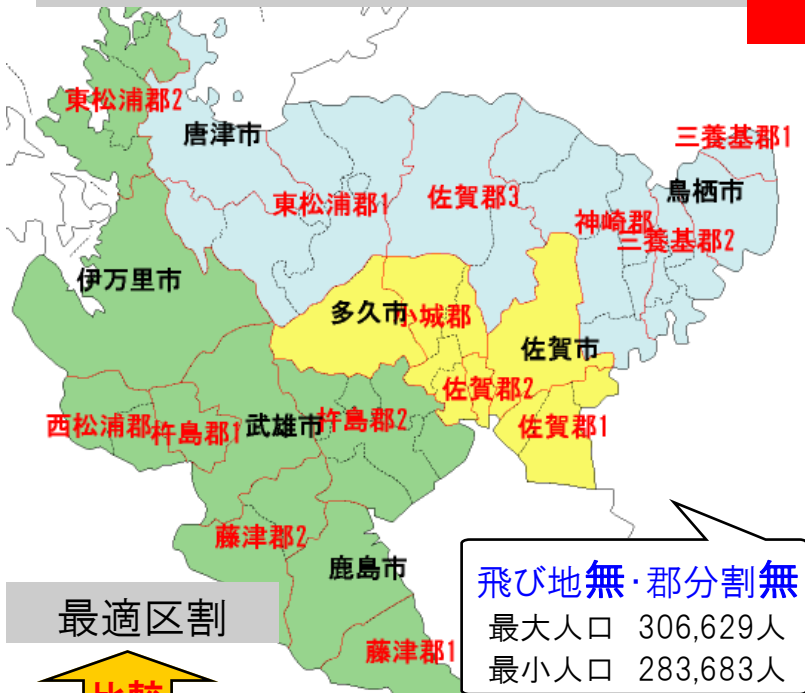 東松浦郡2
唐津市
三養基郡1
鳥栖市
東松浦郡1
佐賀郡3
神崎郡
三養基郡2
伊万里市
多久市
小城郡
佐賀市
佐賀郡2
西松浦郡
杵島郡1
武雄市
杵島郡2
佐賀郡1
藤津郡2
鹿島市
藤津郡1
飛び地無・郡分割無
最大人口 306,629人
最小人口 283,683人
最適区割
比較